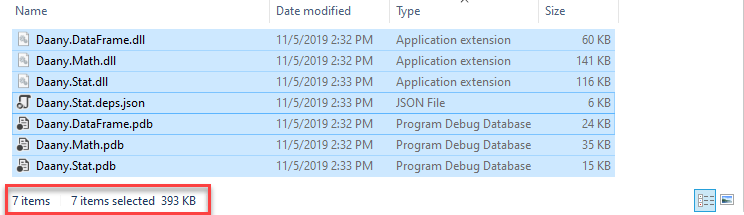 Name Date modified Type Size
Daany.DataFrame.dll 11/5/2019 2:32 PM Application extension 60 KB
Daany.Math.dll 11/5/2019 2:32 PM Application extension 141 KB
Daany.Stat.dll 11/5/2019 2:33 PM Application extension 116 KB
Daany.Stat.deps.json 11/5/2019 2:33 PM JSON File 6 KB
Daany.DataFrame.pdb 11/5/2019 2:32 PM Program Debug Database 24 KB
Daany.Math.pdb 11/5/2019 2:32 PM Program Debug Database 35 KB
Daany.Stat.pdb 11/5/2019 2:33 PM Program Debug Database 15 KB
7 items 7 items selected 393 KB